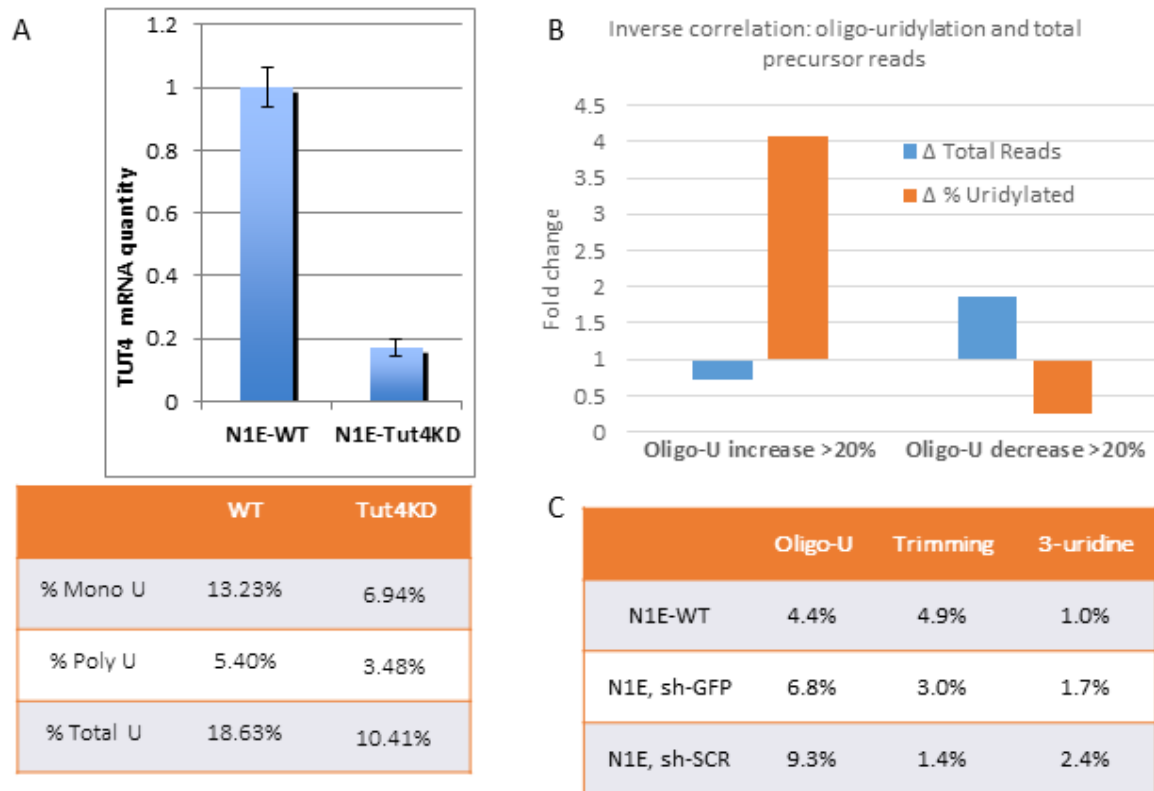 A
1.2
1
0.8
0.6
0.4
0.2
0
TUT4 mRNA quantity
N1E-WT N1E-Tut4KD
WT Tut4KD
% Mono U 13.23% 6.94%
% Poly U 5.40% 3.48%
% Total U 18.63% 10.41%
B
Inverse correlation: oligo-uridylation and total
precursor reads
4.5
4
3.5
3
2.5
2
1
0.5
0
Fold change
Δ Total Reads
Δ % Uridylated
1.5
Oligo-U increase >20% Oligo-U decrease >20%
C
Oligo-U Trimming 3-uridine
N1E-WT 4.4% 4.9% 1.0%
N1E, sh-GFP 6.8% 3.0% 1.7%
N1E, sh-SCR 9.3% 1.4% 2.4%